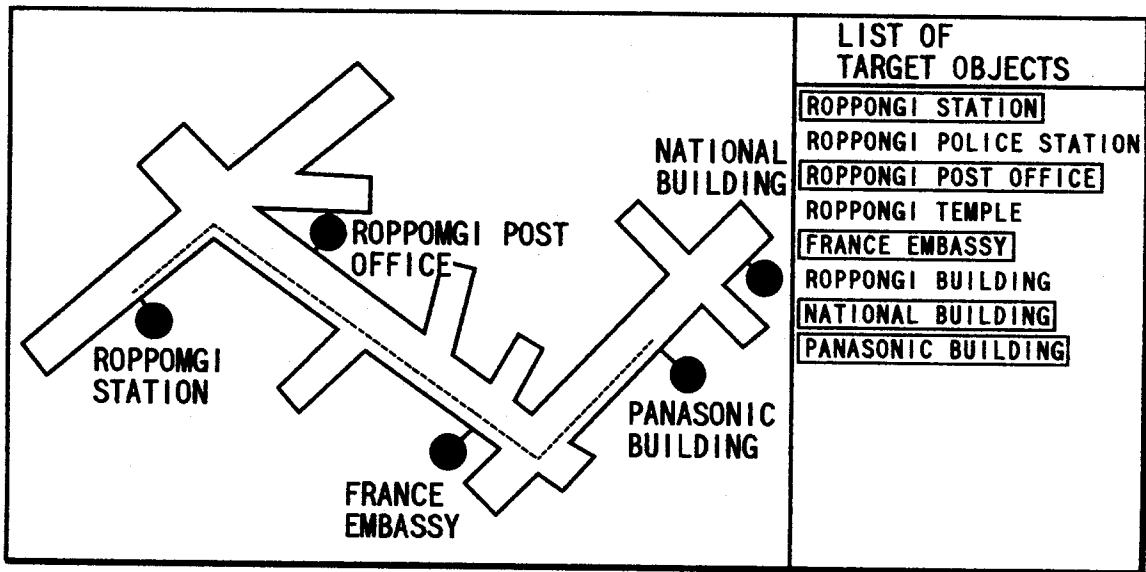 NATIONAL
BUILDING
ROPPOMGI POST
OFFICE
ROPPOMGI
STATION
PANASONIC
BUILDING
FRANCE
EMBASSY
LIST OF
TARGET OBJECTS
ROPPONGI STATION
ROPPONGI POLICE STATION
ROPPONGI POST OFFICE
ROPPONGI TEMPLE
FRANCE EMBASSY
ROPPONGI BUILDING
NATIONAL BUILDING
PANASONIC BUILDING